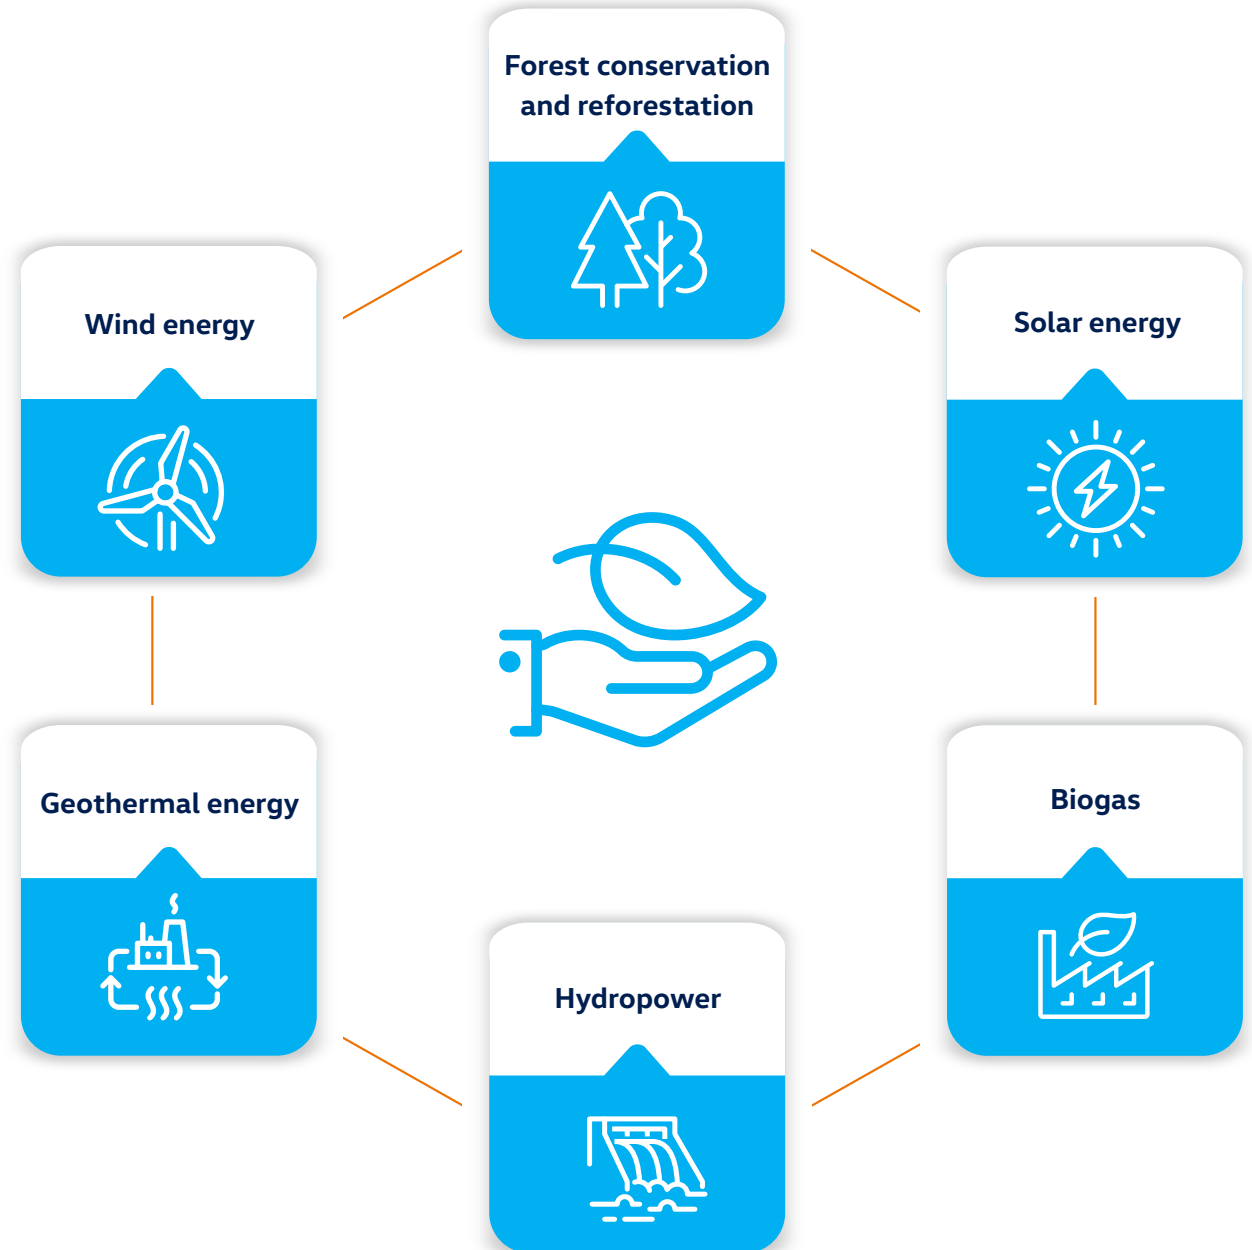 Forest conservation
and reforestation
Wind energy
Solar energy
Geothermal energy
Biogas
Hydropower